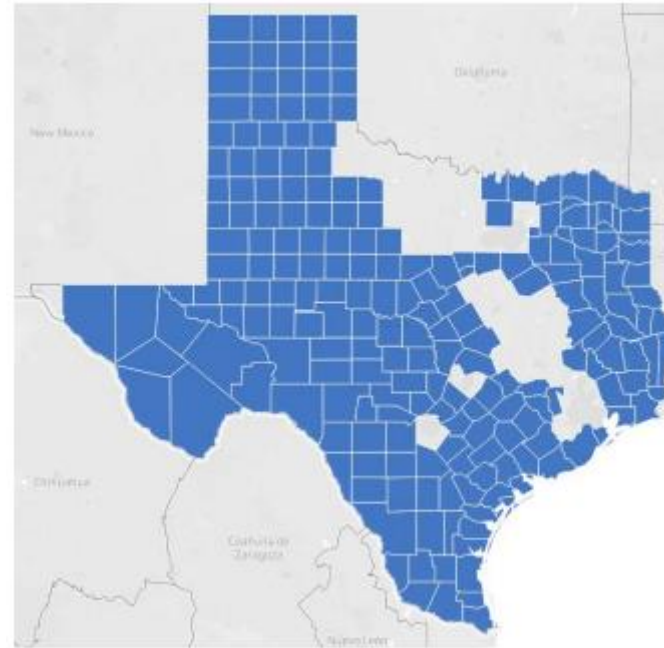 Oklahoma
New Mexico
Chihuahua
Coahuila de
Zaragoza
Nuevo León